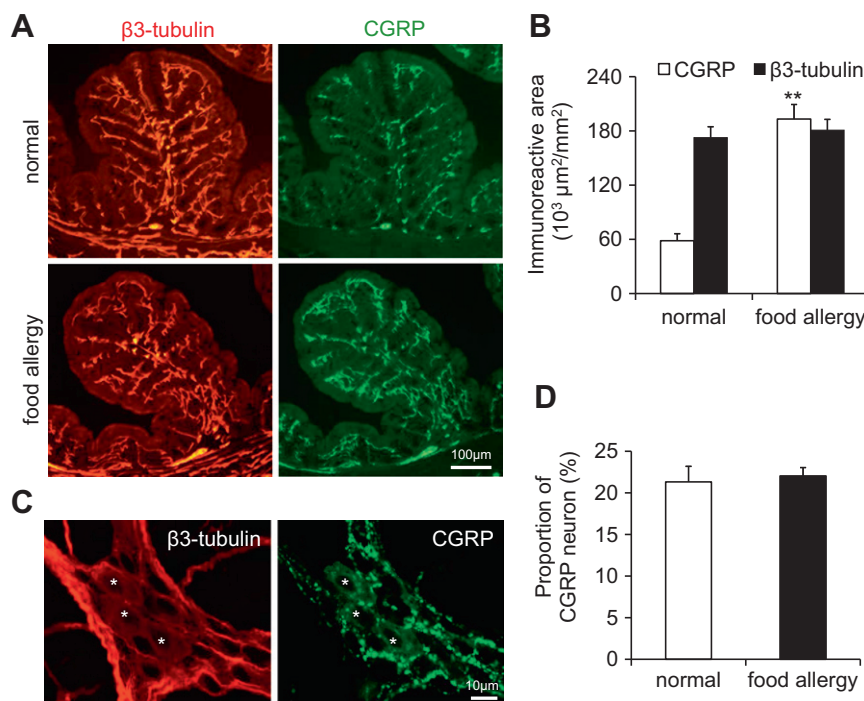 A
β3-tubulin
CGRP
normal
food allergy
100µm
B
CGRP β3-tubulin
Immunoreactive area
(10³ µm²/mm²)
240
180
120
60
0
**
normal food allergy
C
β3-tubulin
CGRP
*
*
*
*
*
*
10µm
D
Proportion of
CGRP neuron (%)
25
20
15
10
5
0
normal food allergy